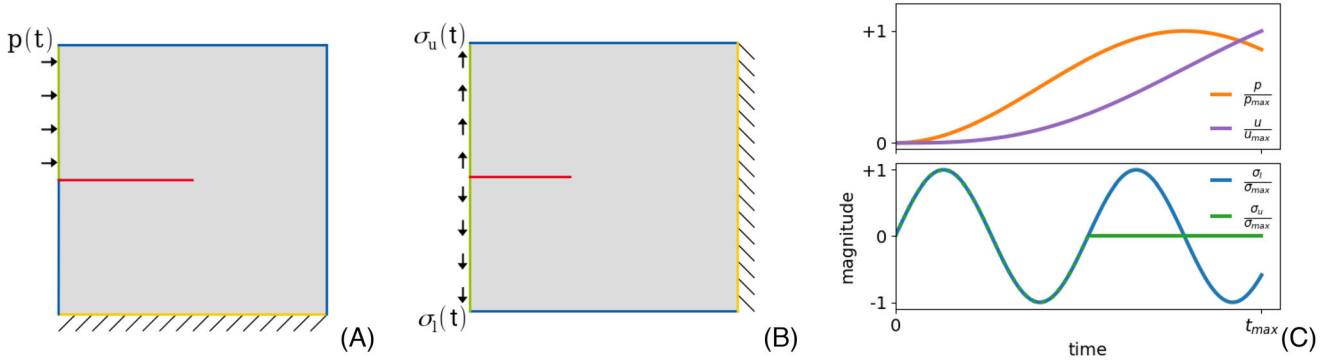 p(t)
(A)
σu(t)
σl(t)
(B)
+1
0
p/pmax
u/umax
+1
0
-1
magnitude
σl/σmax
σu/σmax
0
tmax
time
(C)